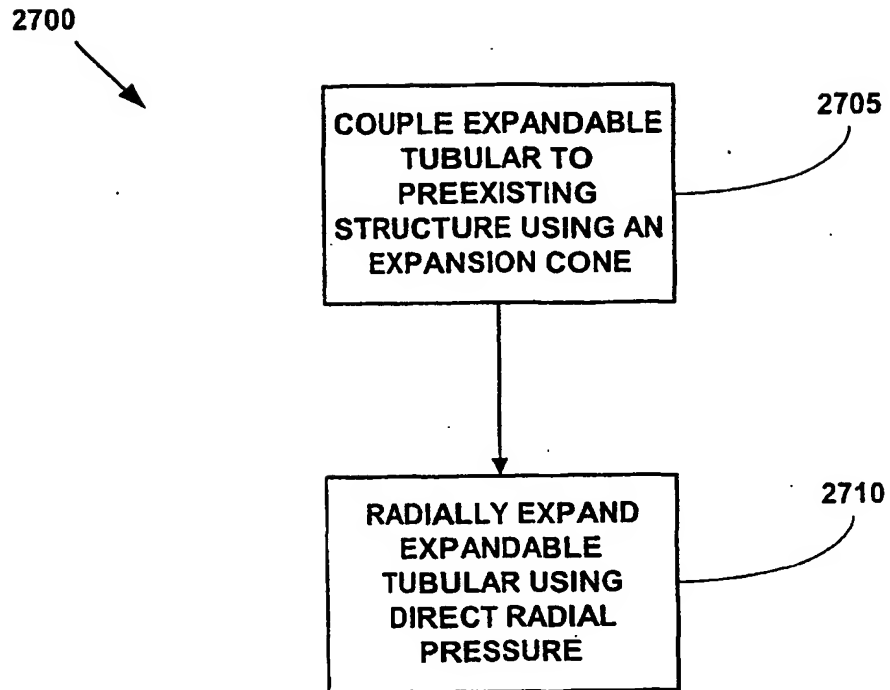 2700
COUPLE EXPANDABLE
TUBULAR TO
PREEXISTING
STRUCTURE USING AN
EXPANSION CONE
2705
RADIALLY EXPAND
EXPANDABLE
TUBULAR USING
DIRECT RADIAL
PRESSURE
2710